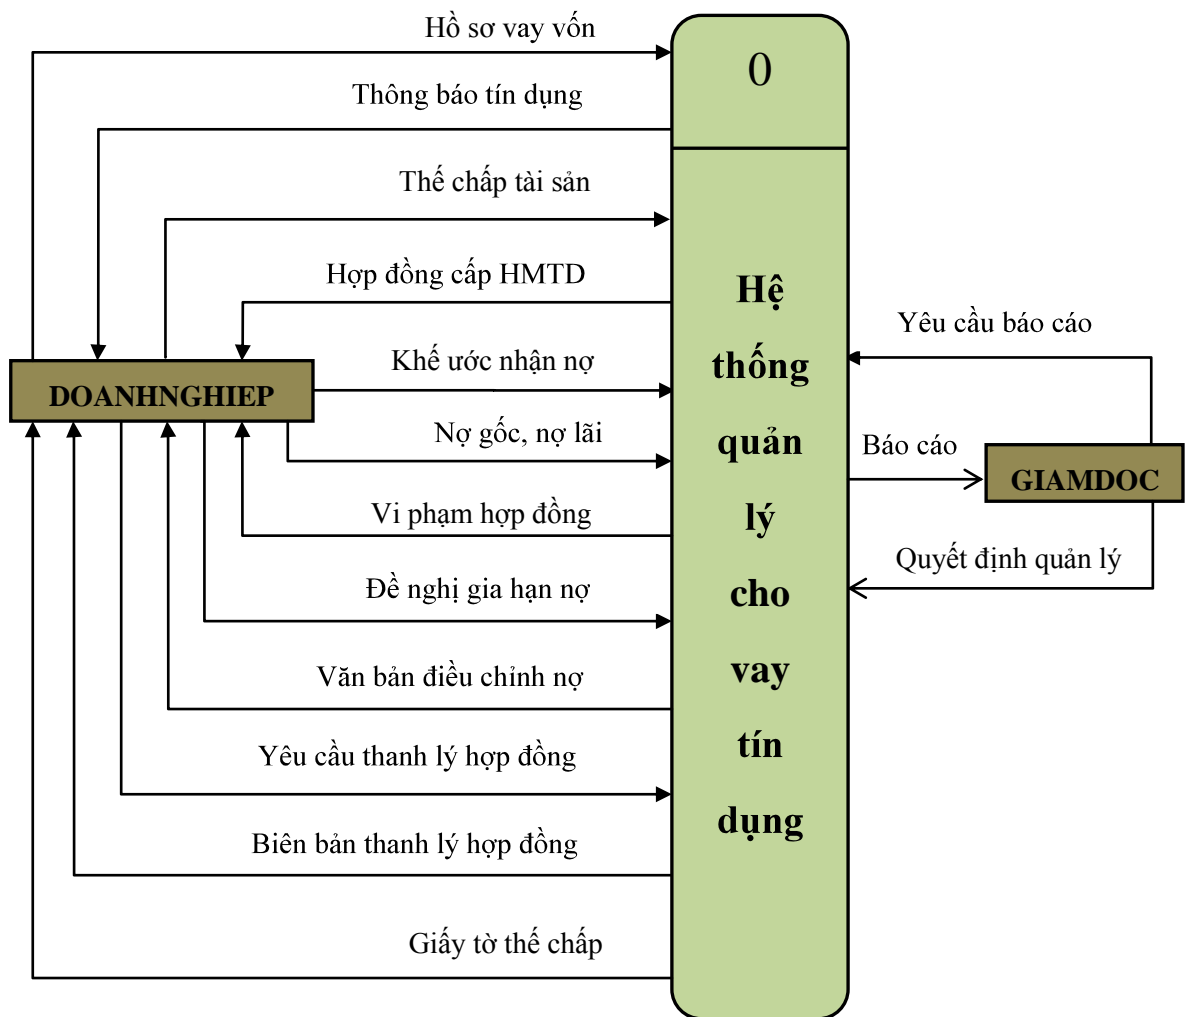 Hồ sơ vay vốn
0
Thông báo tín dụng
Thế chấp tài sản
Hợp đồng cấp HMTD
Hệ
thống
quản
lý
cho
vay
tín
dụng
Yêu cầu báo cáo
Khế ước nhận nợ
DOANHNGHIEP
Nợ gốc, nợ lãi
Báo cáo
GIAMDOC
Vi phạm hợp đồng
Quyết định quản lý
Đề nghị gia hạn nợ
Văn bản điều chỉnh nợ
Yêu cầu thanh lý hợp đồng
Biên bản thanh lý hợp đồng
Giấy tờ thế chấp